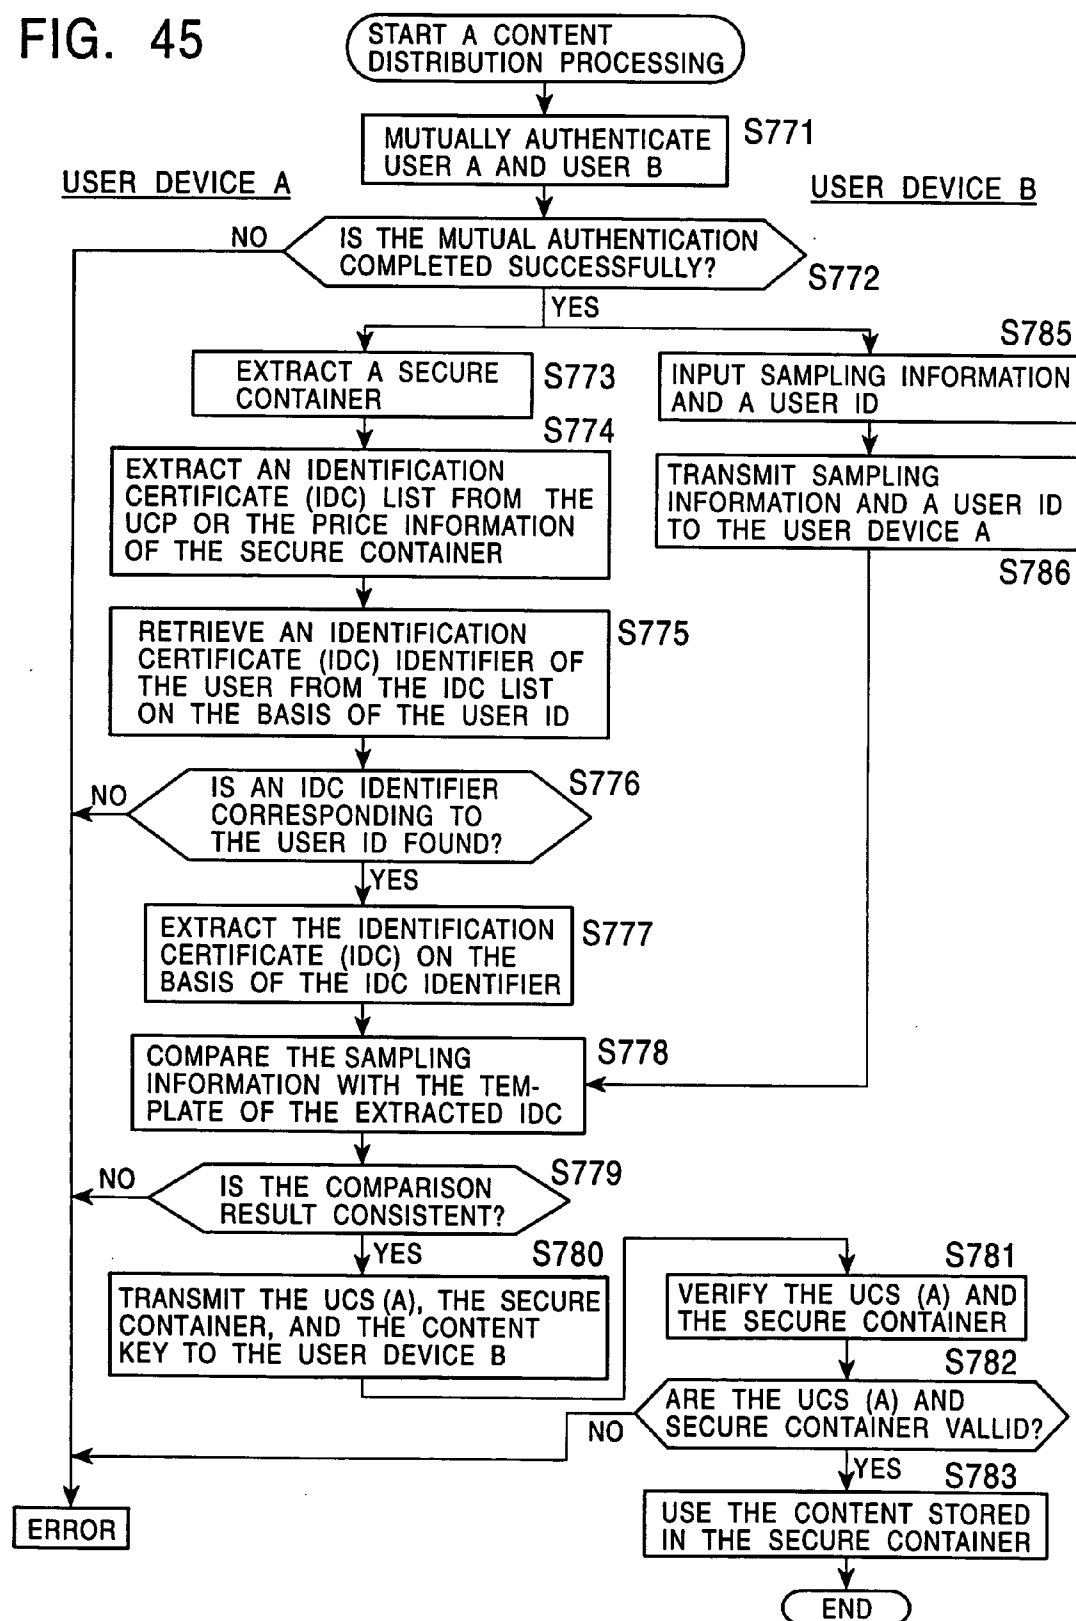 FIG. 45
START A CONTENT
DISTRIBUTION PROCESSING
MUTUALLY AUTHENTICATE
USER A AND USER B
S771
USER DEVICE A
USER DEVICE B
NO
IS THE MUTUAL AUTHENTICATION
COMPLETED SUCCESSFULLY?
S772
YES
EXTRACT A SECURE
CONTAINER
S773
S785
INPUT SAMPLING INFORMATION
AND A USER ID
S774
EXTRACT AN IDENTIFICATION
CERTIFICATE (IDC) LIST FROM THE
UCP OR THE PRICE INFORMATION
OF THE SECURE CONTAINER
TRANSMIT SAMPLING
INFORMATION AND A USER ID
TO THE USER DEVICE A
S786
RETRIEVE AN IDENTIFICATION
CERTIFICATE (IDC) IDENTIFIER OF
THE USER FROM THE IDC LIST
ON THE BASIS OF THE USER ID
S775
NO
IS AN IDC IDENTIFIER
CORRESPONDING TO
THE USER ID FOUND?
S776
YES
EXTRACT THE IDENTIFICATION
CERTIFICATE (IDC) ON THE
BASIS OF THE IDC IDENTIFIER
S777
COMPARE THE SAMPLING
INFORMATION WITH THE TEM-
PLATE OF THE EXTRACTED IDC
S778
NO
IS THE COMPARISON
RESULT CONSISTENT?
S779
YES
S780
TRANSMIT THE UCS (A), THE SECURE
CONTAINER, AND THE CONTENT
KEY TO THE USER DEVICE B
S781
VERIFY THE UCS (A) AND
THE SECURE CONTAINER
S782
ARE THE UCS (A) AND
SECURE CONTAINER VALLID?
NO
YES
S783
USE THE CONTENT STORED
IN THE SECURE CONTAINER
ERROR
END